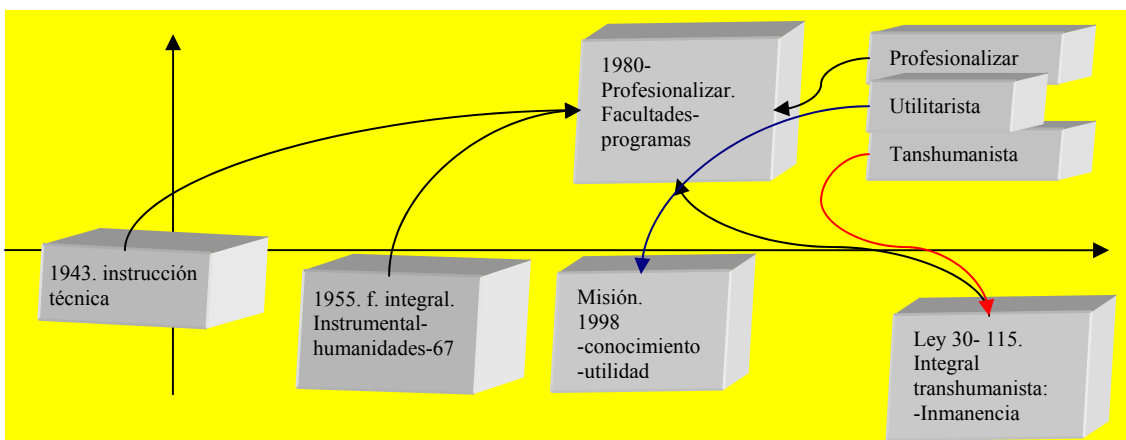 1980-
Profesionalizar.
Facultades-
programas
Profesionalizar
Utilitarista
Tanshumanista
1943. instrucción
técnica
1955. f. integral.
Instrumental-
humanidades-67
Misión.
1998
-conocimiento
-utilidad
Ley 30- 115.
Integral
transhumanista:
-Inmanencia